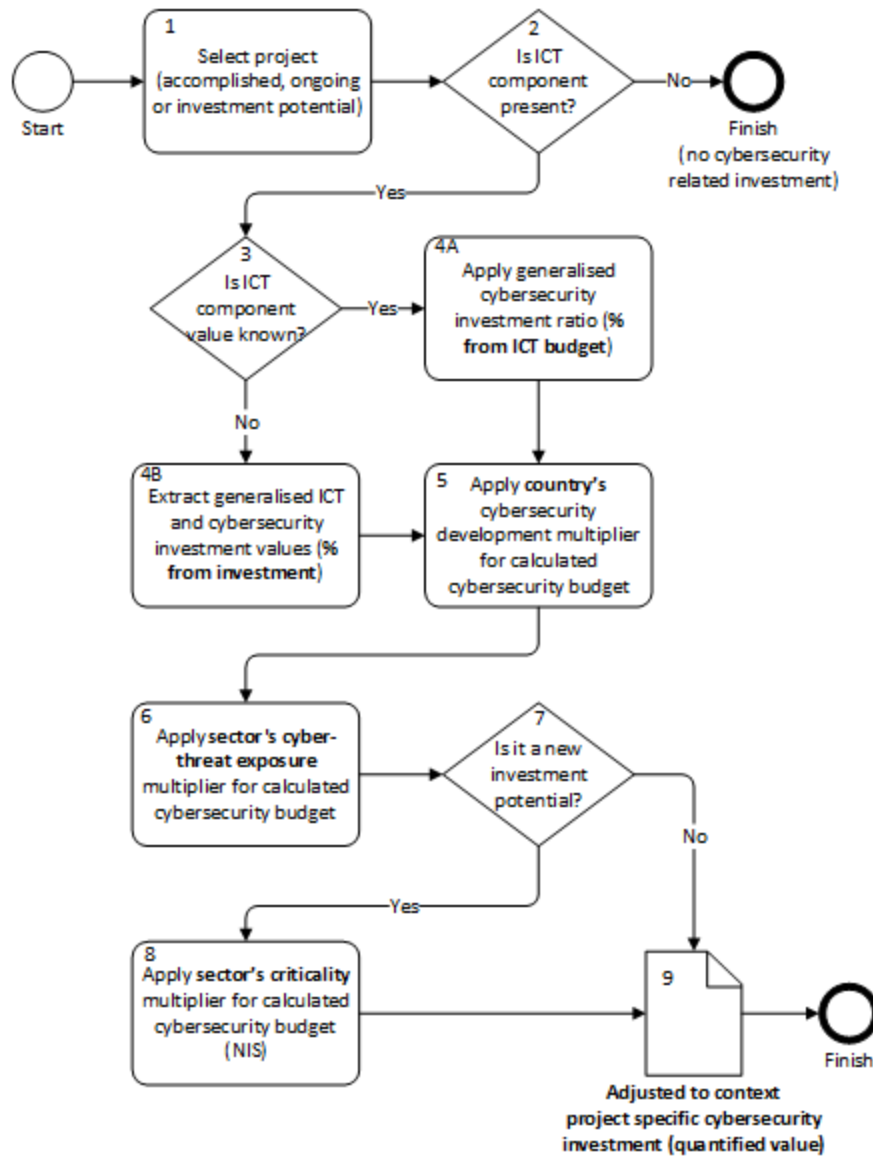 1
Select project
(accomplished, ongoing
or investment potential)
2
Is ICT
component
present?
No
Start
Finish
(no cybersecurity
related investment)
Yes
3
Is ICT
component
value known?
Yes
4A
Apply generalised
cybersecurity
investment ratio (%
from ICT budget)
No
4B
Extract generalised ICT
and cybersecurity
investment values (%
from investment)
5
Apply country's
cybersecurity
development multiplier
for calculated
cybersecurity budget
6
Apply sector's cyber-
threat exposure
multiplier for calculated
cybersecurity budget
7
Is it a new
investment
potential?
No
Yes
8
Apply sector's criticality
multiplier for calculated
cybersecurity budget
(NIS)
9
Finish
Adjusted to context
project specific cybersecurity
investment (quantified value)